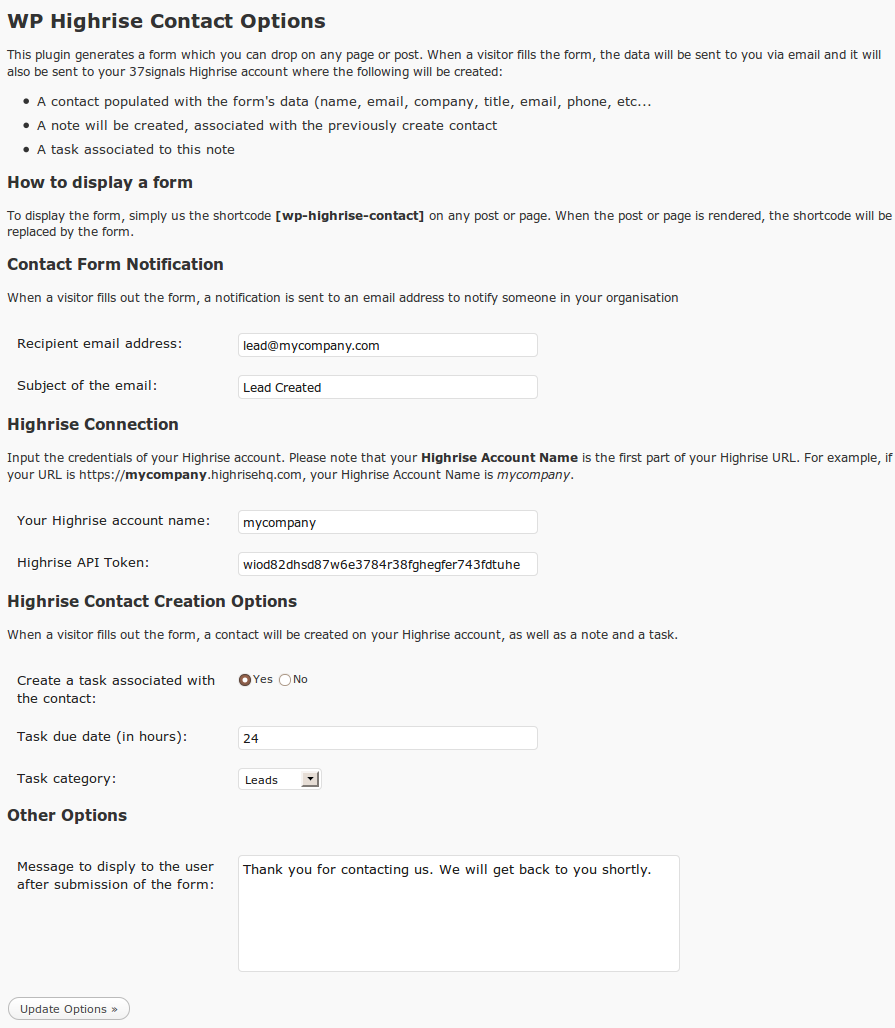 WP Highrise Contact Options
This plugin generates a form which you can drop on any page or post. When a visitor fills the form, the data will be sent to you via email and it will
also be sent to your 37signals Highrise account where the following will be created:
• A contact populated with the form's data (name, email, company, title, email, phone, etc...
• A note will be created, associated with the previously create contact
• A task associated to this note
How to display a form
To display the form, simply us the shortcode [wp-highrise-contact] on any post or page. When the post or page is rendered, the shortcode will be
replaced by the form.
Contact Form Notification
When a visitor fills out the form, a notification is sent to an email address to notify someone in your organisation
Recipient email address: lead@mycompany.com
Subject of the email: Lead Created
Highrise Connection
Input the credentials of your Highrise account. Please note that your Highrise Account Name is the first part of your Highrise URL. For example, if
your URL is https://mycompany.highrisehq.com, your Highrise Account Name is mycompany.
Your Highrise account name: mycompany
Highrise API Token: wiod82dhsd87w6e3784r38fghegfer743fdtuhe
Highrise Contact Creation Options
When a visitor fills out the form, a contact will be created on your Highrise account, as well as a note and a task.
Create a task associated with Yes No
the contact:
Task due date (in hours): 24
Task category: Leads
Other Options
Message to disply to the user Thank you for contacting us. We will get back to you shortly.
after submission of the form:
Update Options »